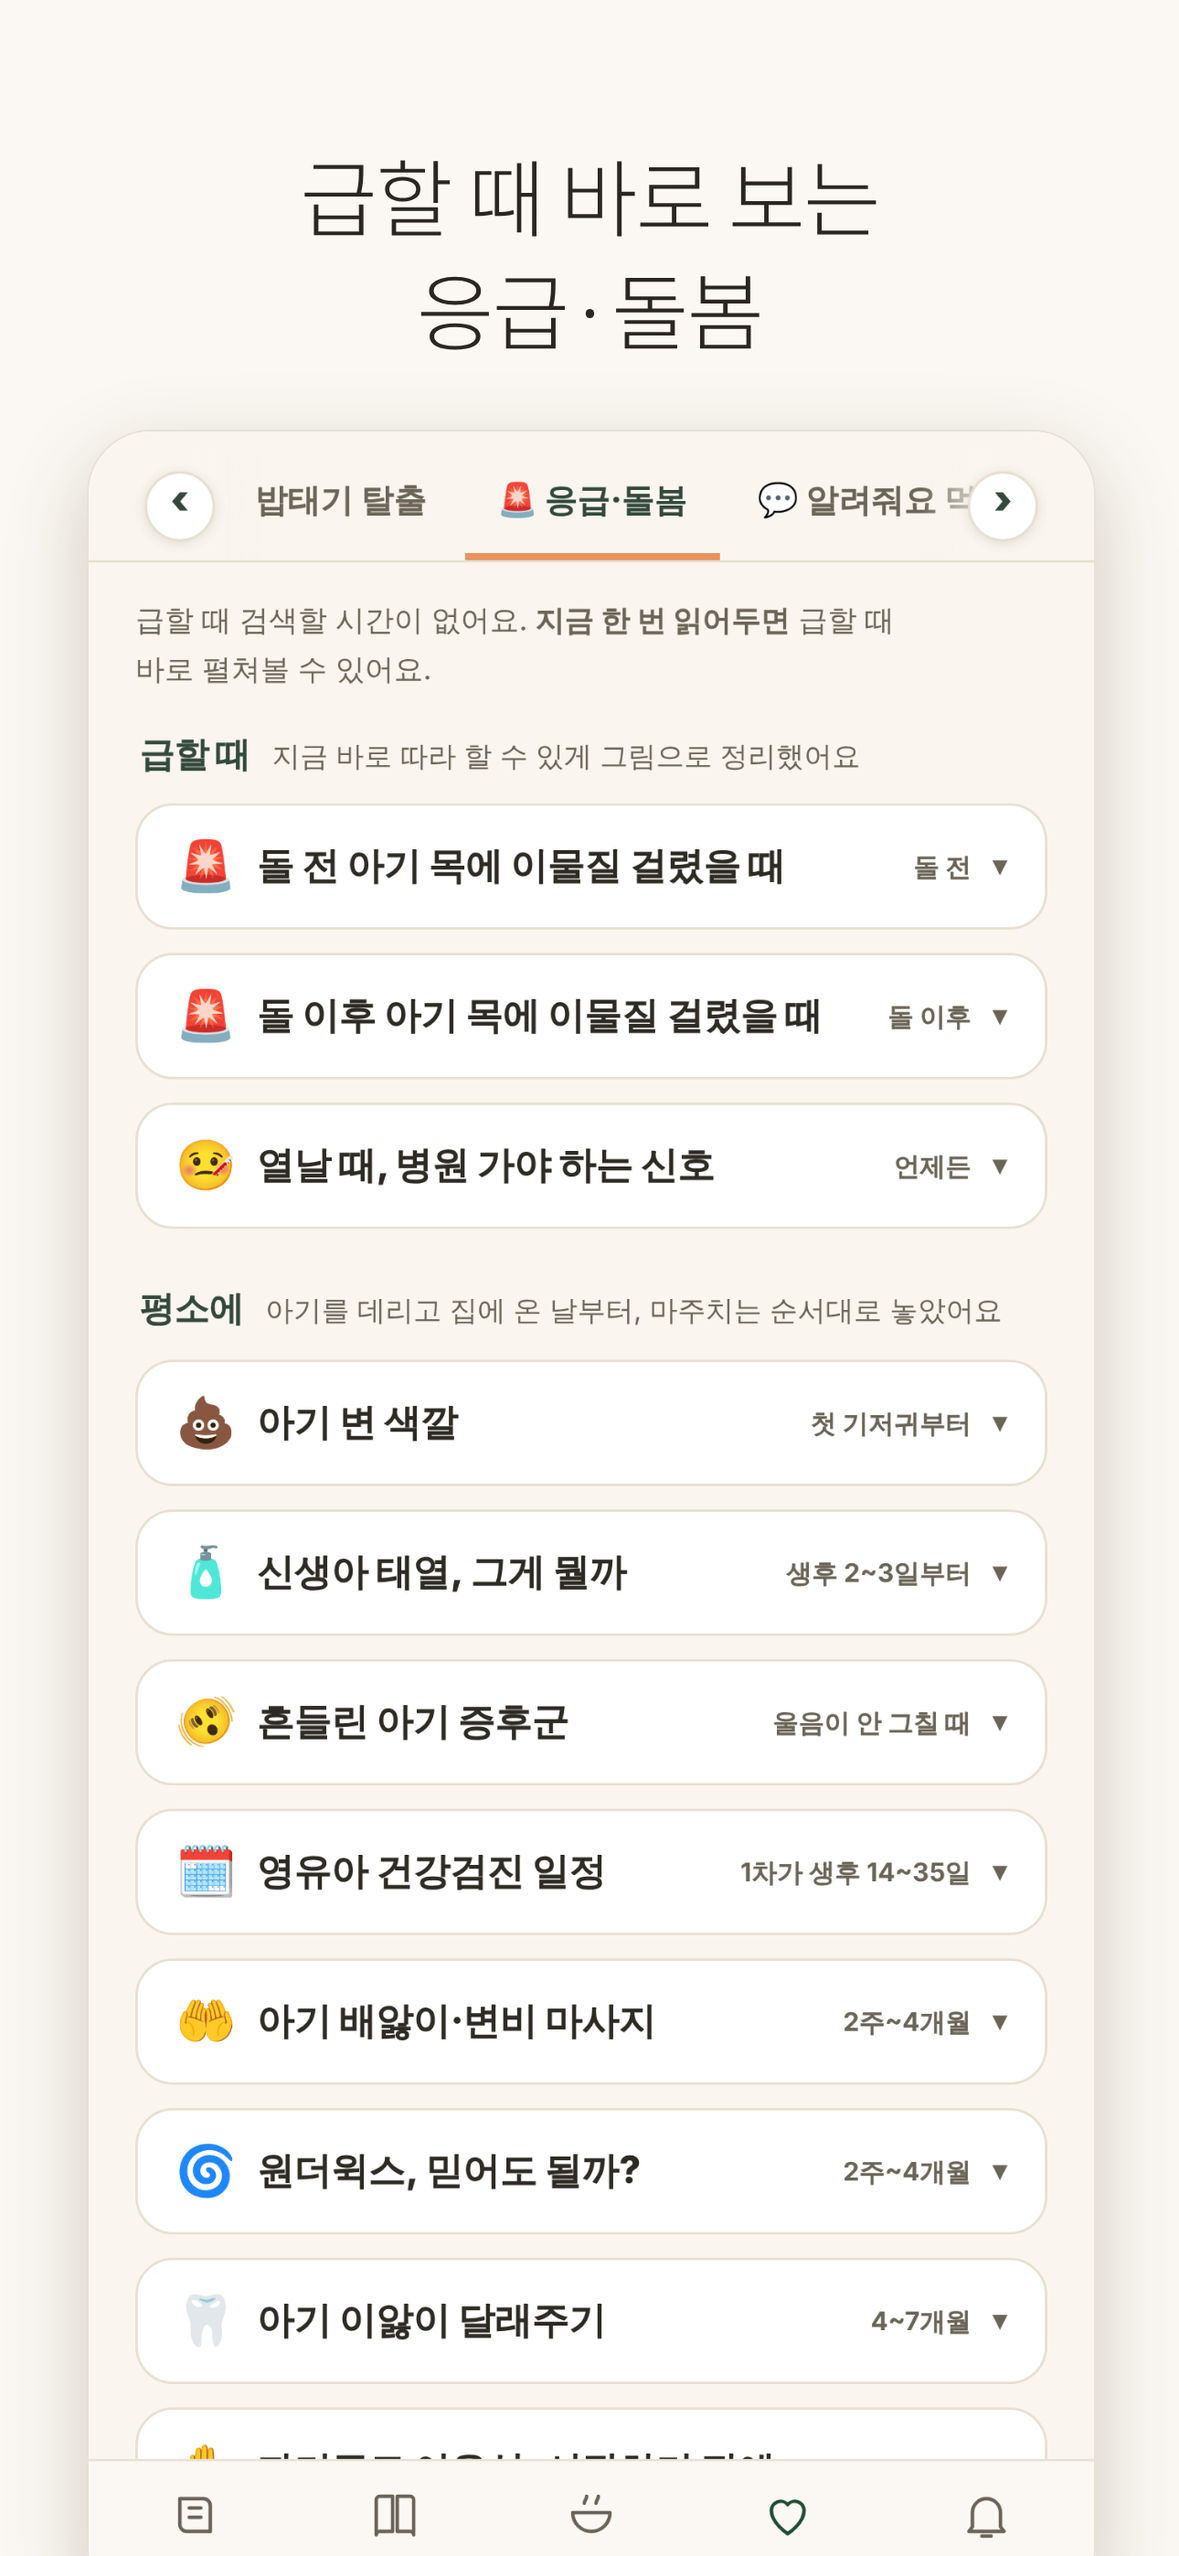 급할 때 바로 보는
응급·돌봄
밥태기 탈출
응급·돌봄
알려줘요
급할 때 검색할 시간이 없어요. 지금 한 번 읽어두면 급할 때
바로 펼쳐볼 수 있어요.
급할 때 지금 바로 따라 할 수 있게 그림으로 정리했어요
돌 전 아기 목에 이물질 걸렸을 때 돌 전 ▼
돌 이후 아기 목에 이물질 걸렸을 때 돌 이후 ▼
열날 때, 병원 가야 하는 신호 언제든 ▼
평소에 아기를 데리고 집에 온 날부터, 마주치는 순서대로 놓았어요
아기 변 색깔 첫 기저귀부터 ▼
신생아 태열, 그게 뭘까 생후 2~3일부터 ▼
흔들린 아기 증후군 울음이 안 그칠 때 ▼
영유아 건강검진 일정 1차가 생후 14~35일 ▼
아기 배앓이·변비 마사지 2주~4개월 ▼
원더윅스, 믿어도 될까? 2주~4개월 ▼
아기 이앓이 달래주기 4~7개월 ▼